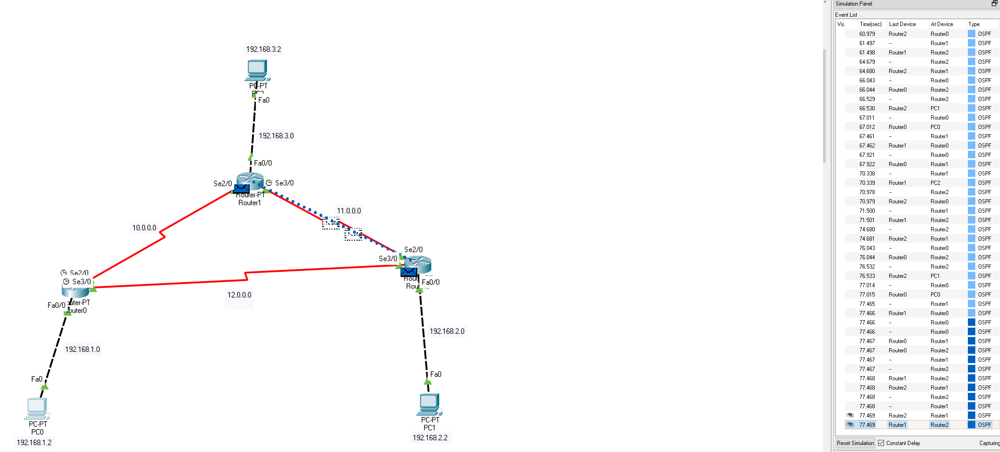 192.168.3.2
PC-PT
Fa0
192.168.3.0
Fa0/0
Se2/0
Se3/0
Router-PT
Router1
11.0.0.0
10.0.0.0
Se2/0
Se3/0
Se2/0
Se3/0
Fa0/0
12.0.0.0
Fa0/0
192.168.2.0
192.168.1.0
Fa0
Fa0
PC-PT
PC0
192.168.1.2
PC-PT
PC1
192.168.2.2
Simulation Panel
Event List
Vis. Time(sec) Last Device At Device Type
60.979 Router2 Router0 OSPF
61.497 -- Router1 OSPF
61.498 Router1 Router2 OSPF
64.679 -- Router2 OSPF
64.680 Router2 Router1 OSPF
66.043 -- Router0 OSPF
66.044 Router0 Router2 OSPF
66.529 -- Router2 OSPF
66.530 Router2 PC1 OSPF
67.011 -- Router0 OSPF
67.012 Router0 PC0 OSPF
67.461 -- Router1 OSPF
67.462 Router1 Router0 OSPF
67.921 -- Router0 OSPF
67.922 Router0 Router1 OSPF
70.338 -- Router1 OSPF
70.339 Router1 PC2 OSPF
70.978 -- Router2 OSPF
70.979 Router2 Router0 OSPF
71.500 -- Router1 OSPF
71.501 Router1 Router2 OSPF
74.680 -- Router2 OSPF
74.681 Router2 Router1 OSPF
76.043 -- Router0 OSPF
76.044 Router0 Router2 OSPF
76.532 -- Router2 OSPF
76.533 Router2 PC1 OSPF
77.014 -- Router0 OSPF
77.015 Router0 PC0 OSPF
77.465 -- Router1 OSPF
77.466 Router1 Router0 OSPF
77.466 -- Router0 OSPF
77.466 -- Router0 OSPF
77.467 Router0 Router1 OSPF
77.467 Router0 Router2 OSPF
77.467 -- Router1 OSPF
77.467 -- Router2 OSPF
77.468 Router1 Router2 OSPF
77.468 Router2 Router1 OSPF
77.468 -- Router2 OSPF
77.468 -- Router1 OSPF
77.469 Router2 Router1 OSPF
77.469 Router1 Router2 OSPF
Reset Simulation Constant Delay Capturing